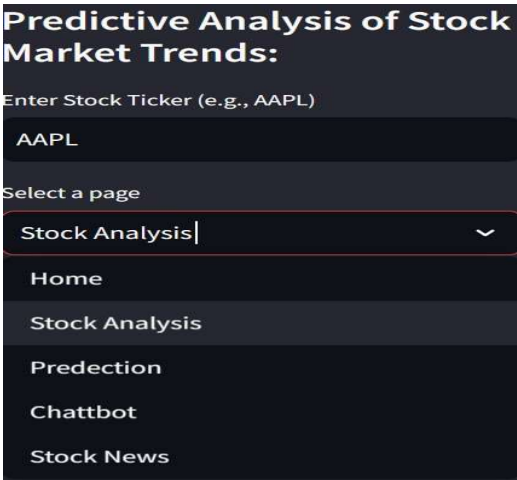 Predictive Analysis of Stock
Market Trends:
Enter Stock Ticker (e.g., AAPL)
AAPL
Select a page
Stock Analysis
Home
Stock Analysis
Predection
Chattbot
Stock News